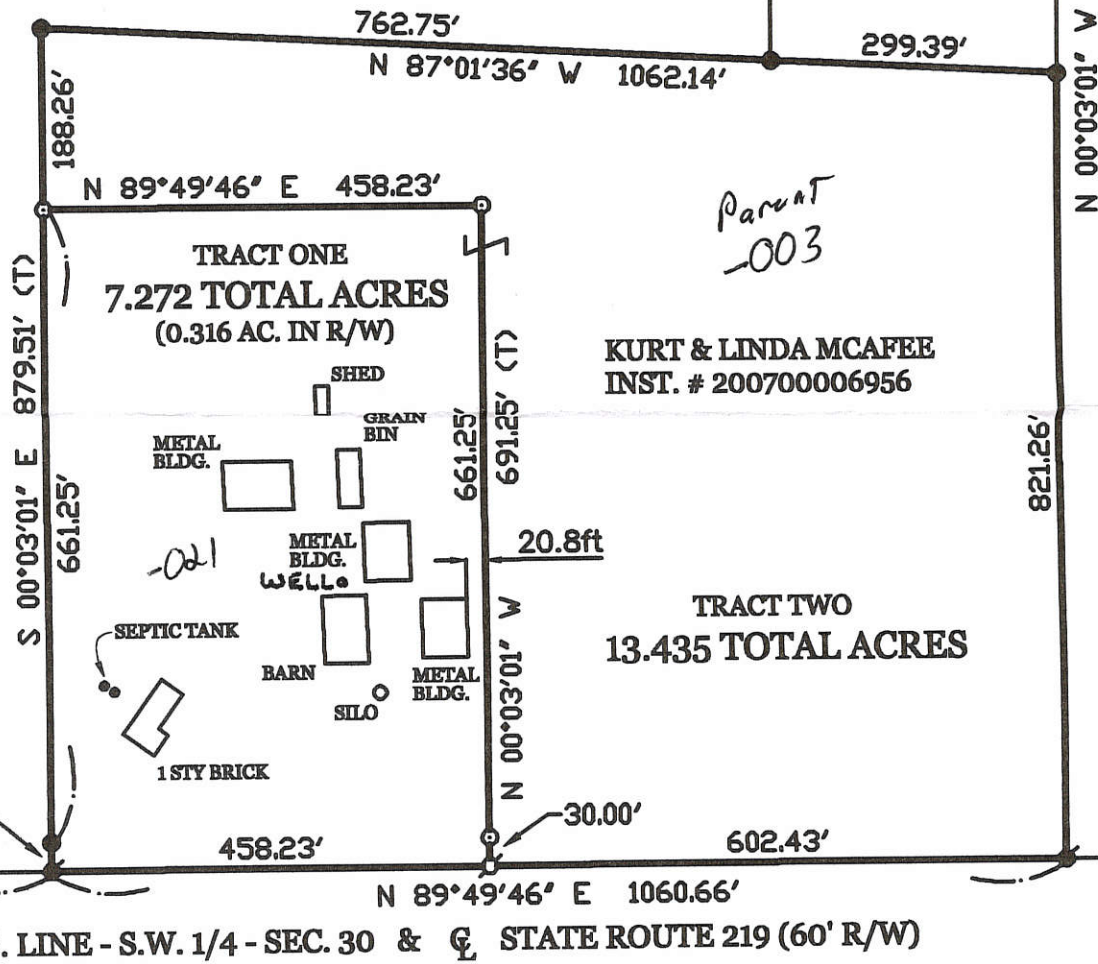 762.75'
299.39'
N 87°01'36" W 1062.14'
N 00°03'01" W
188.26'
N 89°49'46" E 458.23'
Parent
-003
TRACT ONE
7.272 TOTAL ACRES
(0.316 AC. IN R/W)
KURT & LINDA MCAFEE
INST. # 200700006956
S 00°03'01" E 879.51' (T)
661.25'
SHED
GRAIN
BIN
METAL
BLDG.
661.25'
N 00°03'01" W 691.25' (T)
821.26'
METAL
BLDG.
20.8ft
-021
WELL
SEPTIC TANK
TRACT TWO
13.435 TOTAL ACRES
BARN
METAL
BLDG.
SILO
1 STY BRICK
30.00'
458.23'
602.43'
N 89°49'46" E 1060.66'
. LINE - S.W. 1/4 - SEC. 30 & ℄ STATE ROUTE 219 (60' R/W)